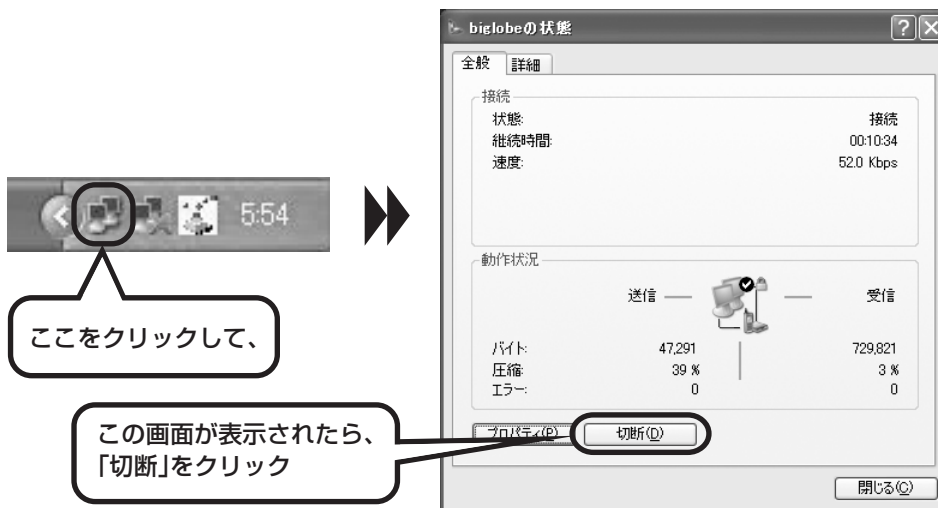 5:54
ここをクリックして、
この画面が表示されたら、
「切断」をクリック
biglobeの状態
全般 詳細
接続
状態: 接続
継続時間: 00:10:34
速度: 52.0 Kbps
動作状況
送信 受信
バイト: 47,291 729,821
圧縮: 39 % 3 %
エラー: 0 0
プロパティ(P) 切断(D)
閉じる(C)